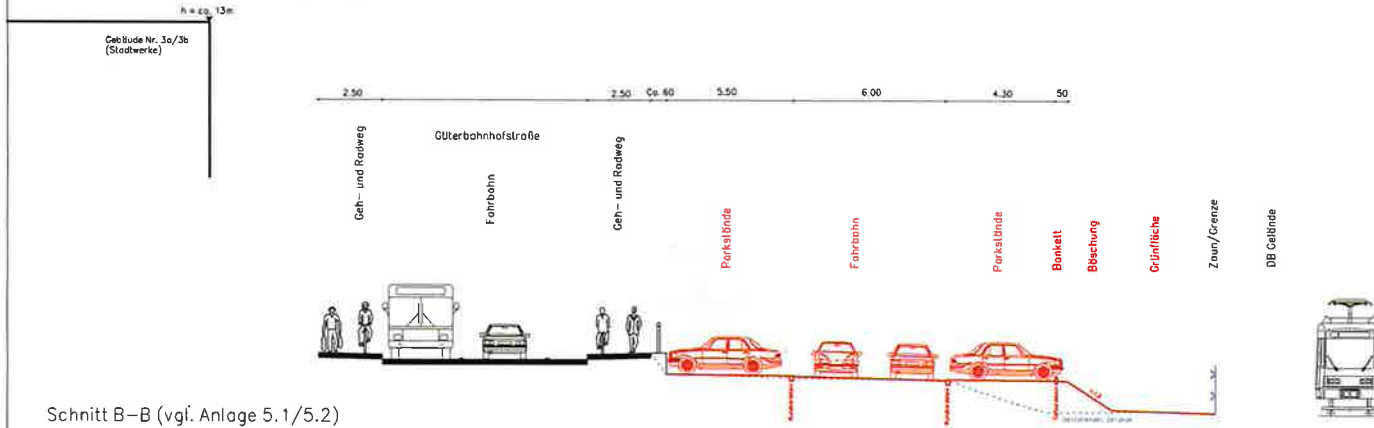 h = ca. 13m
Gebäude Nr. 3a/3b
(Stadtwerke)
2.50
2.50
Ca. 60
5.50
6.00
4.30
50
Geh- und Radweg
Güterbahnhofstraße
Fahrbahn
Geh- und Radweg
Parkstände
Fahrbahn
Parkstände
Bankett
Böschung
Grünfläche
Zaun/Grenze
DB Gelände
Schnitt B-B (vgl. Anlage 5.1/5.2)